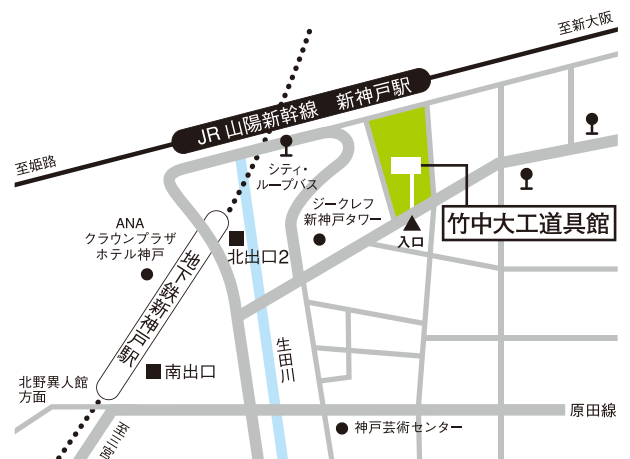 至新大阪
JR 山陽新幹線　新神戸駅
至姫路
シティ・
ループバス
ANA
クラウンプラザ
ホテル神戸
ジークレフ
新神戸タワー
竹中大工道具館
入口
北出口2
地下鉄新神戸駅
生田川
南出口
北野異人館
方面
原田線
神戸芸術センター
至三宮